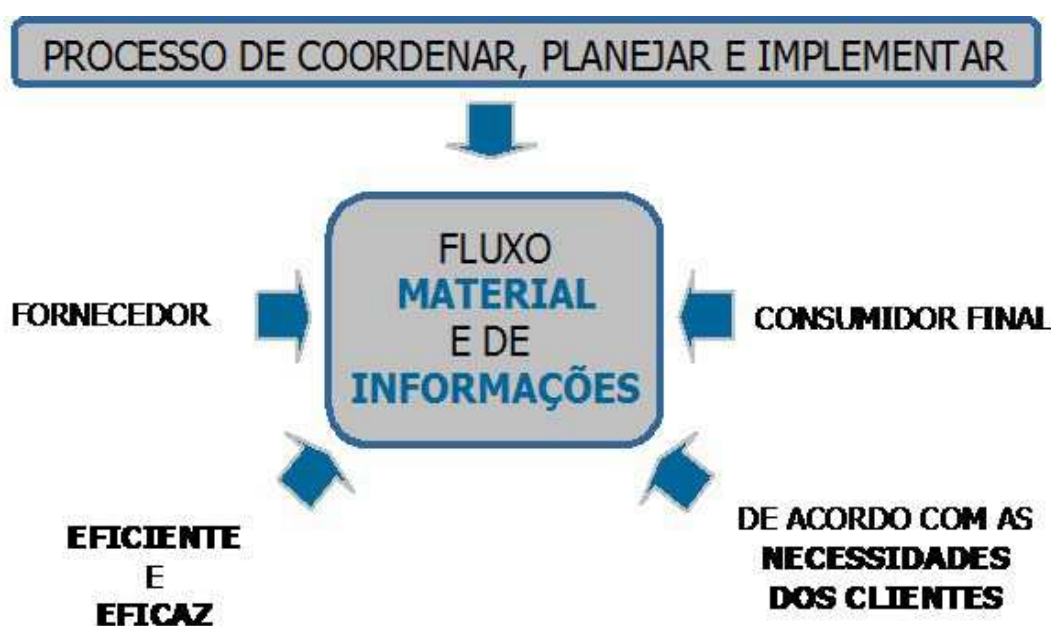 PROCESSO DE COORDENAR, PLANEJAR E IMPLEMENTAR
FLUXO
MATERIAL
E DE
INFORMAÇÕES
FORNECEDOR
CONSUMIDOR FINAL
EFICIENTE
E
EFICAZ
DE ACORDO COM AS
NECESSIDADES
DOS CLIENTES